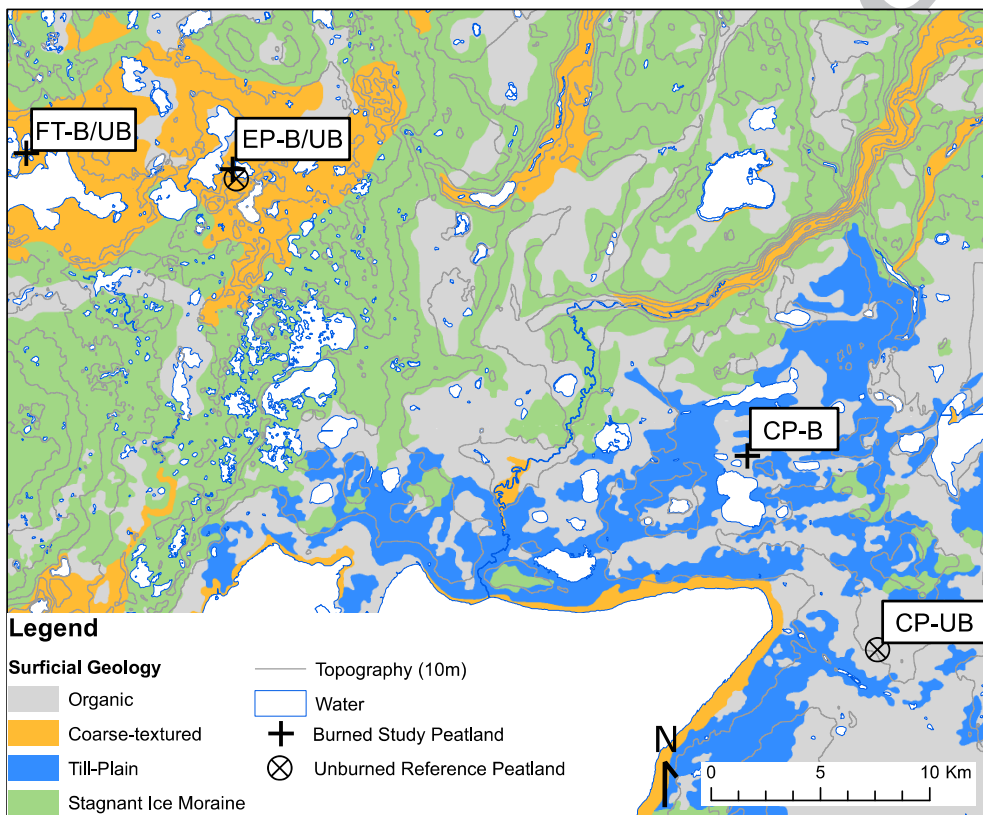 FT-B/UB
EP-B/UB
CP-B
CP-UB
Legend
Surficial Geology
Organic
Coarse-textured
Till-Plain
Stagnant Ice Moraine
Topography (10m)
Water
Burned Study Peatland
Unburned Reference Peatland
N
0 5 10 Km